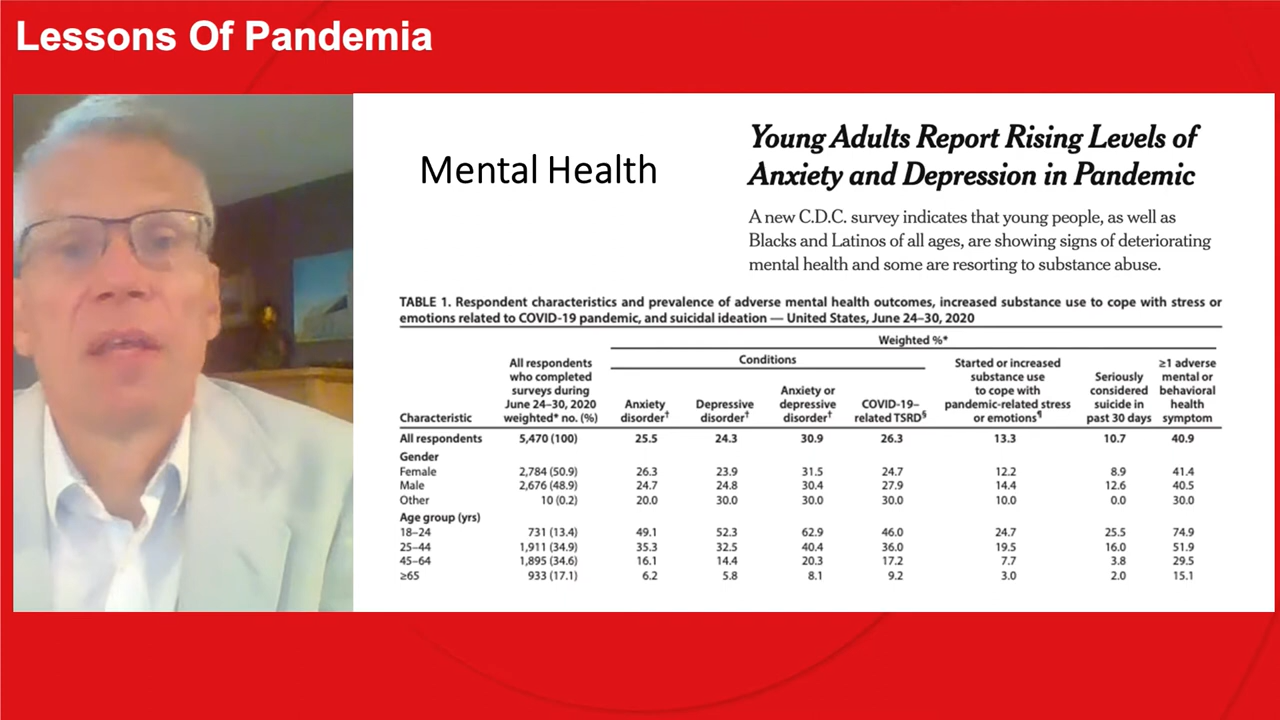 Lessons Of Pandemia
Mental Health
Young Adults Report Rising Levels of
Anxiety and Depression in Pandemic
A new C.D.C. survey indicates that young people, as well as
Blacks and Latinos of all ages, are showing signs of deteriorating
mental health and some are resorting to substance abuse.
TABLE 1. Respondent characteristics and prevalence of adverse mental health outcomes, increased substance use to cope with stress or
emotions related to COVID-19 pandemic, and suicidal ideation — United States, June 24–30, 2020
Weighted %*
Conditions
Characteristic
All respondents
who completed
surveys during
June 24–30, 2020
weighted* no. (%)
Anxiety
disorder†
Depressive
disorder†
Anxiety or
depressive
disorder†
COVID-19–
related TSRD§
Started or increased
substance use
to cope with
pandemic-related stress
or emotions¶
Seriously
considered
suicide in
past 30 days
≥1 adverse
mental or
behavioral
health
symptom
All respondents 5,470 (100) 25.5 24.3 30.9 26.3 13.3 10.7 40.9
Gender
Female 2,784 (50.9) 26.3 23.9 31.5 24.7 12.2 8.9 41.4
Male 2,676 (48.9) 24.7 24.8 30.4 27.9 14.4 12.6 40.5
Other 10 (0.2) 20.0 30.0 30.0 30.0 10.0 0.0 30.0
Age group (yrs)
18–24 731 (13.4) 49.1 52.3 62.9 46.0 24.7 25.5 74.9
25–44 1,911 (34.9) 35.3 32.5 40.4 36.0 19.5 16.0 51.9
45–64 1,895 (34.6) 16.1 14.4 20.3 17.2 7.7 3.8 29.5
≥65 933 (17.1) 6.2 5.8 8.1 9.2 3.0 2.0 15.1